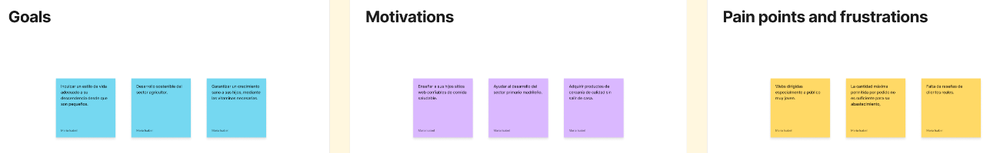 Goals
Inculcar un estilo de vida
adecuado a su
descendencia desde que
son pequeños.
Maria Isabel
Desarrollo sostenible del
sector agricultor.
Maria Isabel
Garantizar un crecimiento
sano a sus hijos, mediante
las vitaminas necesarias.
Maria Isabel
Motivations
Enseñar a sus hijos sitios
web confiables de comida
saludable.
Maria Isabel
Ayudar al desarrollo del
sector primario madrileño.
Maria Isabel
Adquirir productos de
cercanía de calidad sin
salir de casa.
Maria Isabel
Pain points and frustrations
Webs dirigidas
especialmente a público
muy joven.
Maria Isabel
La cantidad máxima
permitida por pedido no
es suficiente para su
abastecimiento,
Maria Isabel
Falta de reseñas de
clientes reales.
Maria Isabel